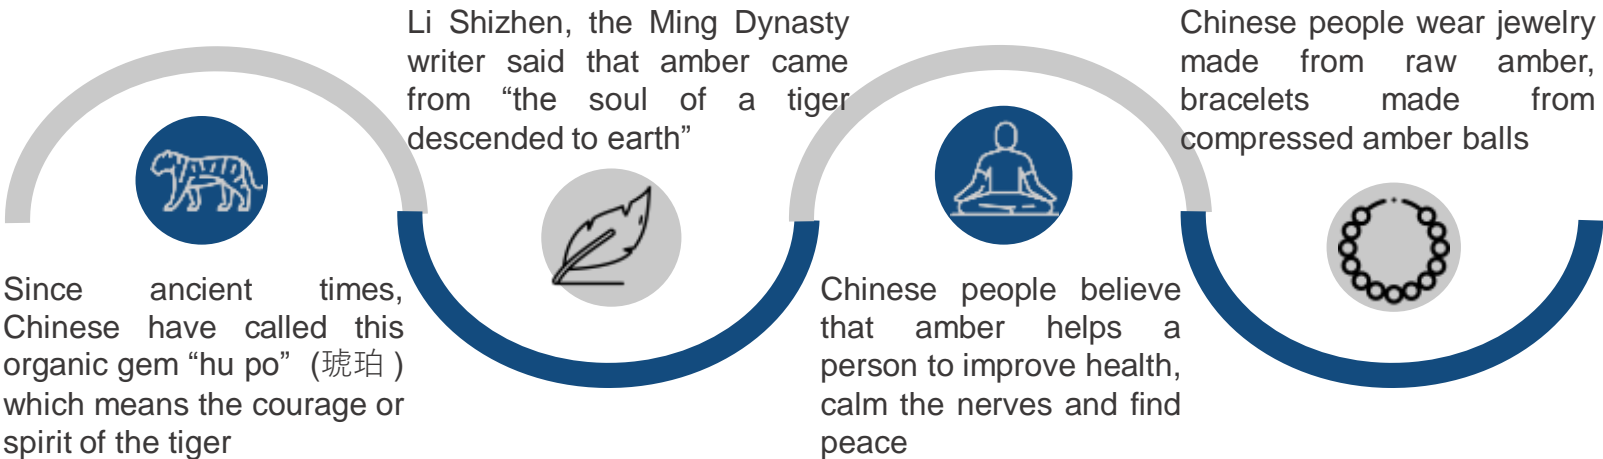 Since ancient times,
Chinese have called this
organic gem “hu po” (琥珀)
which means the courage or
spirit of the tiger
Li Shizhen, the Ming Dynasty
writer said that amber came
from “the soul of a tiger
descended to earth”
Chinese people believe
that amber helps a
person to improve health,
calm the nerves and find
peace
Chinese people wear jewelry
made from raw amber,
bracelets made from
compressed amber balls